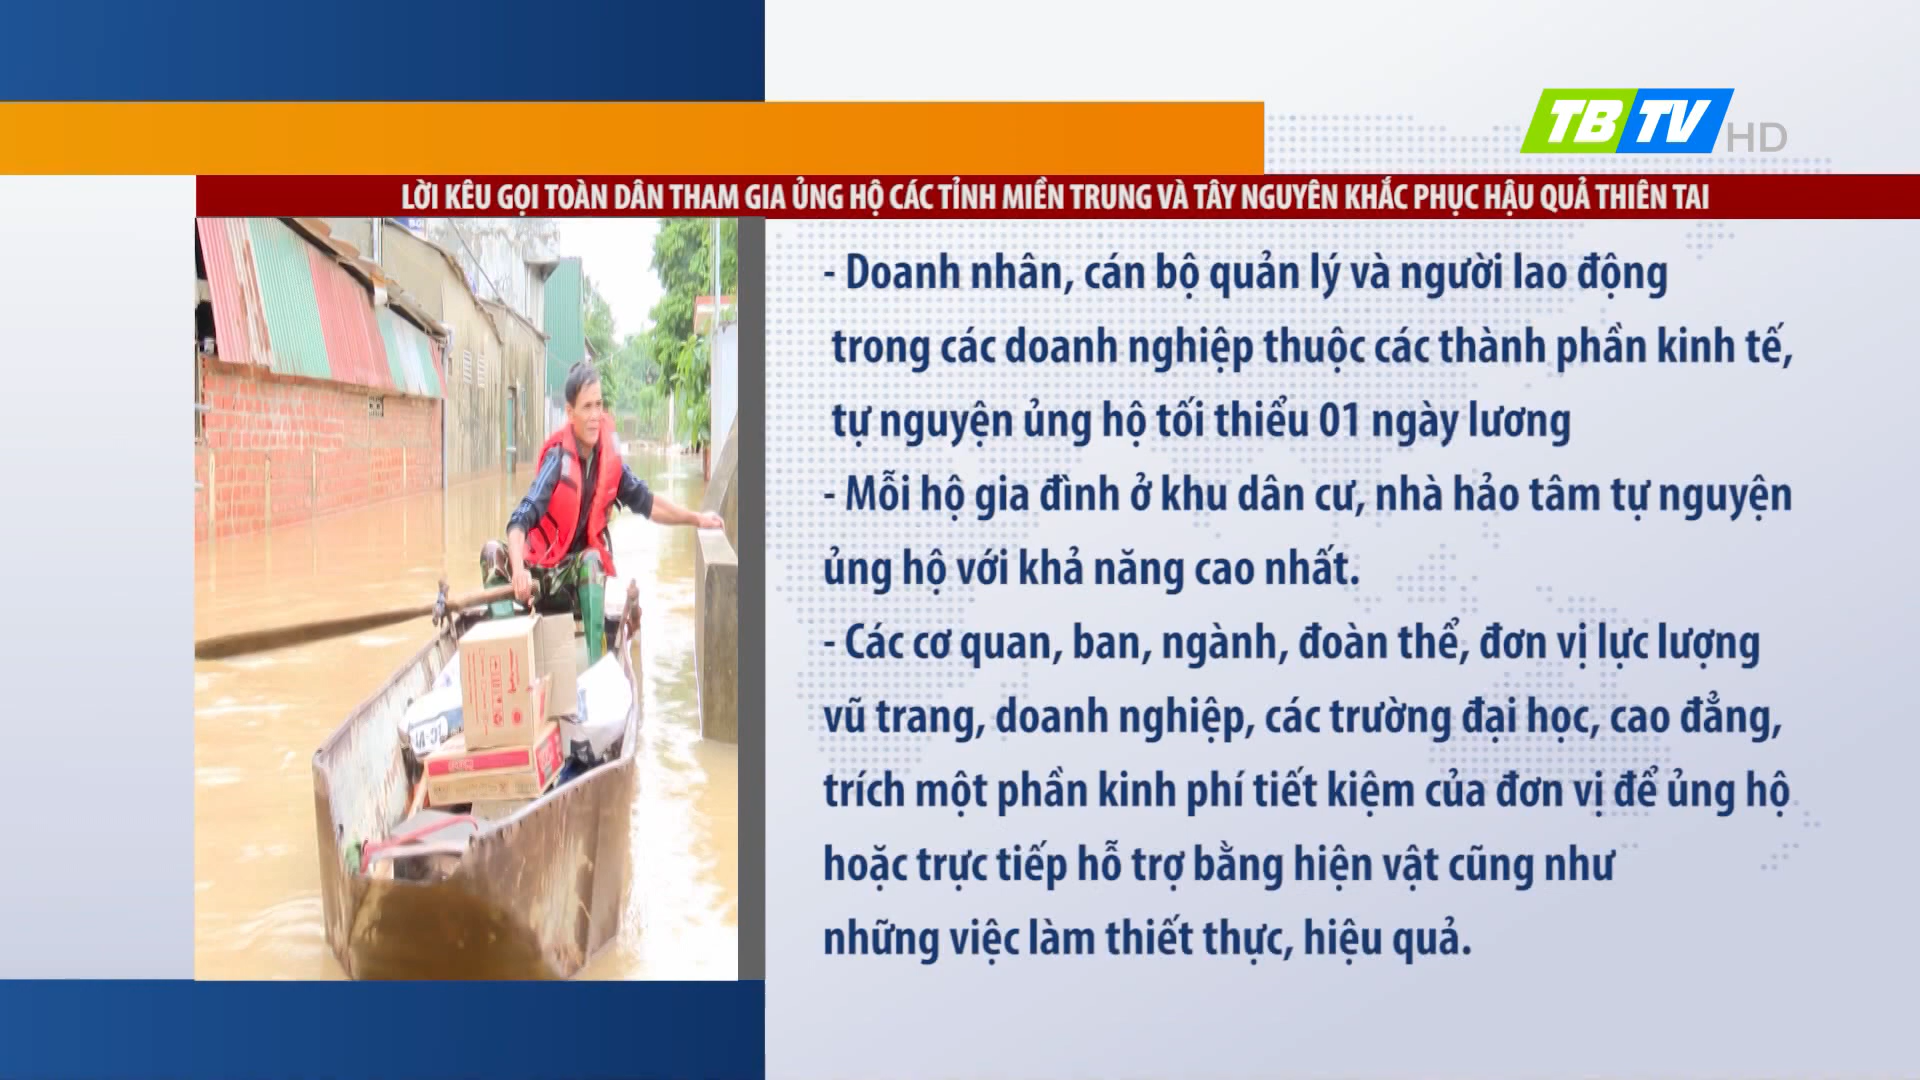 TBTV HD
LỜI KÊU GỌI TOÀN DÂN THAM GIA ỦNG HỘ CÁC TỈNH MIỀN TRUNG VÀ TÂY NGUYÊN KHẮC PHỤC HẬU QUẢ THIÊN TAI
- Doanh nhân, cán bộ quản lý và người lao động
trong các doanh nghiệp thuộc các thành phần kinh tế,
tự nguyện ủng hộ tối thiểu 01 ngày lương
- Mỗi hộ gia đình ở khu dân cư, nhà hảo tâm tự nguyện
ủng hộ với khả năng cao nhất.
- Các cơ quan, ban, ngành, đoàn thể, đơn vị lực lượng
vũ trang, doanh nghiệp, các trường đại học, cao đẳng,
trích một phần kinh phí tiết kiệm của đơn vị để ủng hộ
hoặc trực tiếp hỗ trợ bằng hiện vật cũng như
những việc làm thiết thực, hiệu quả.